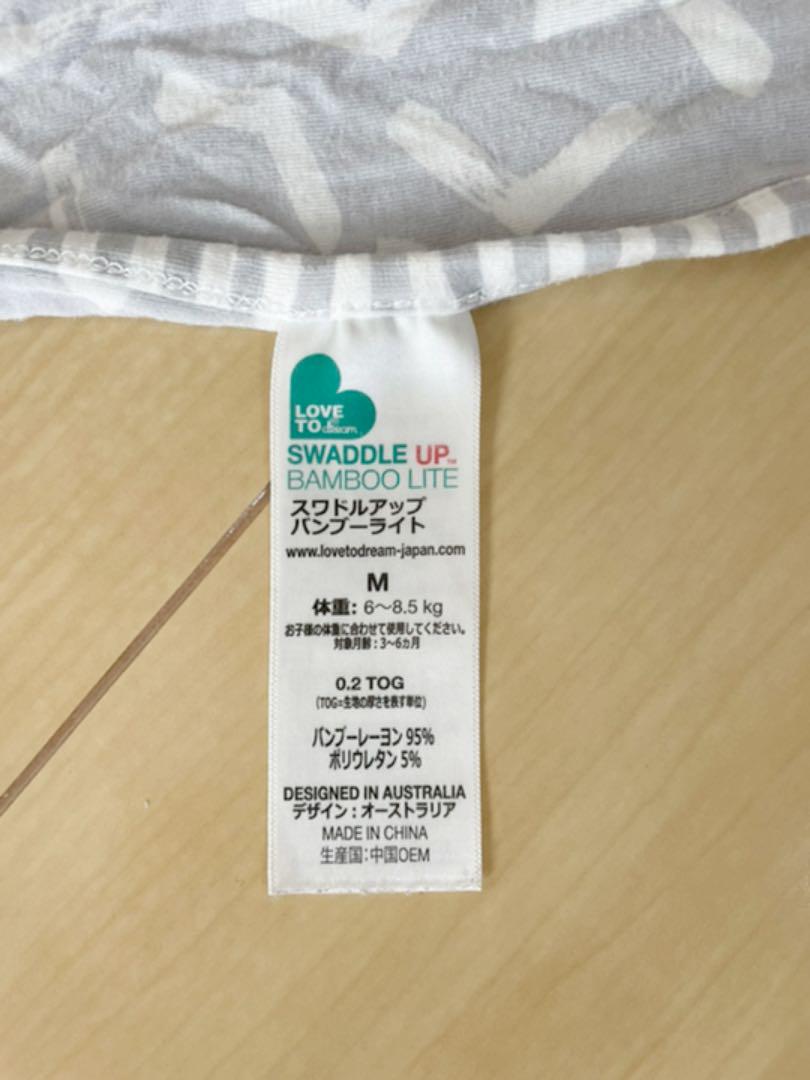 LOVE
TO dream
SWADDLE UP™
BAMBOO LITE
スワドルアップ
バンブーライト
www.lovetodream-japan.com
M
体重: 6～8.5 kg
お子様の体重に合わせて使用してください。
対象月齢：3～6ヵ月
0.2 TOG
(TOG=生地の厚さを表す単位)
バンブーレーヨン 95%
ポリウレタン 5%
DESIGNED IN AUSTRALIA
デザイン：オーストラリア
MADE IN CHINA
生産国：中国OEM